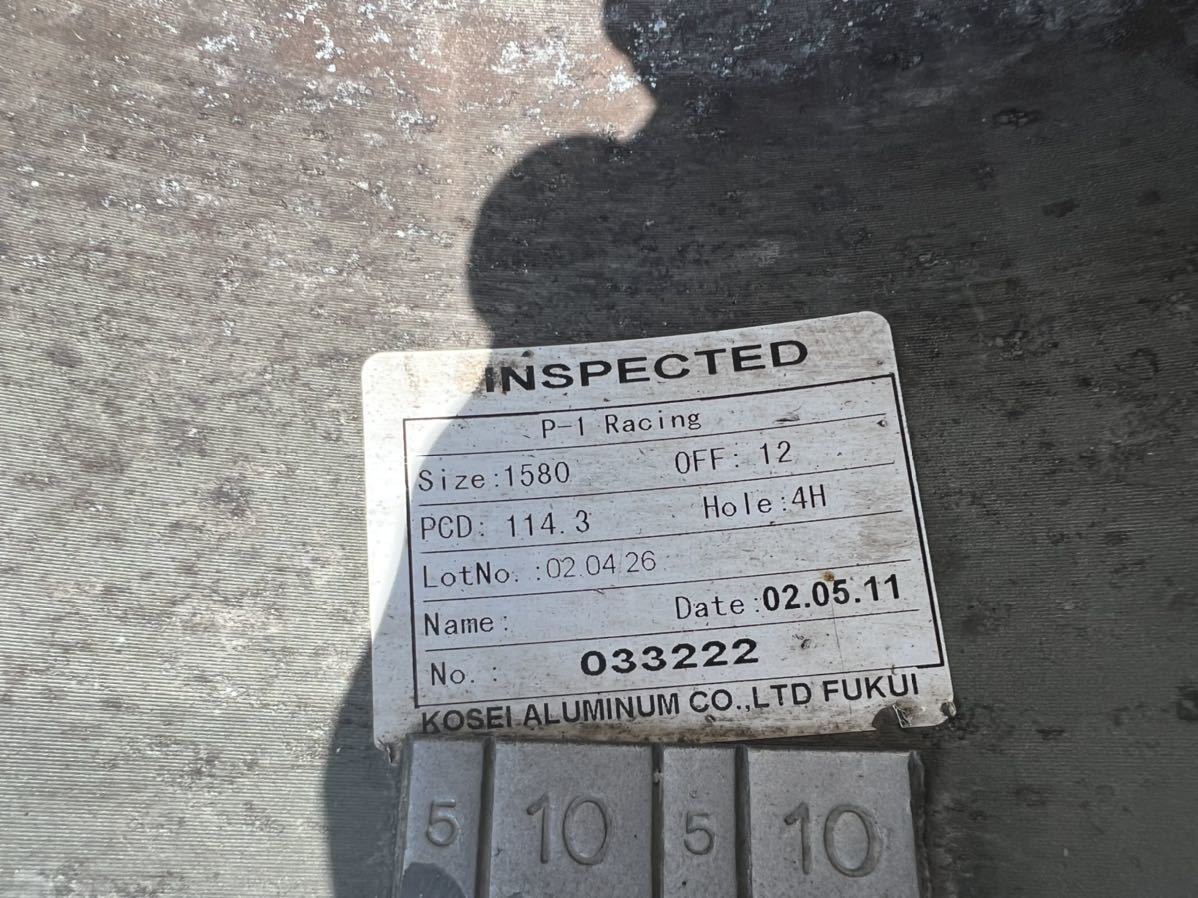 INSPECTED
P-1 Racing
Size:1580 OFF: 12
PCD: 114.3 Hole:4H
LotNo. :02.04.26
Name: Date:02.05.11
No. : 033222
KOSEI ALUMINUM CO.,LTD FUKUI
5 10 5 10